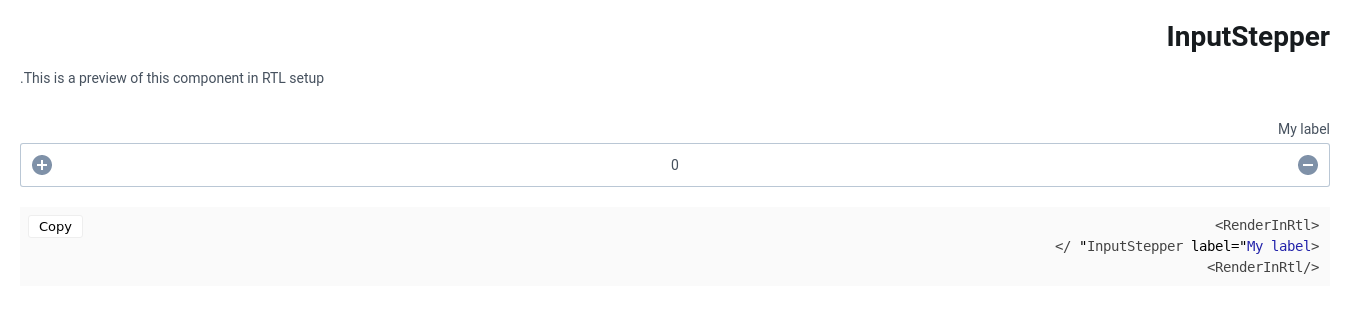 InputStepper
.This is a preview of this component in RTL setup
My label
0
Copy
<RenderInRtl>
</ "InputStepper label="My label>
<RenderInRtl/>